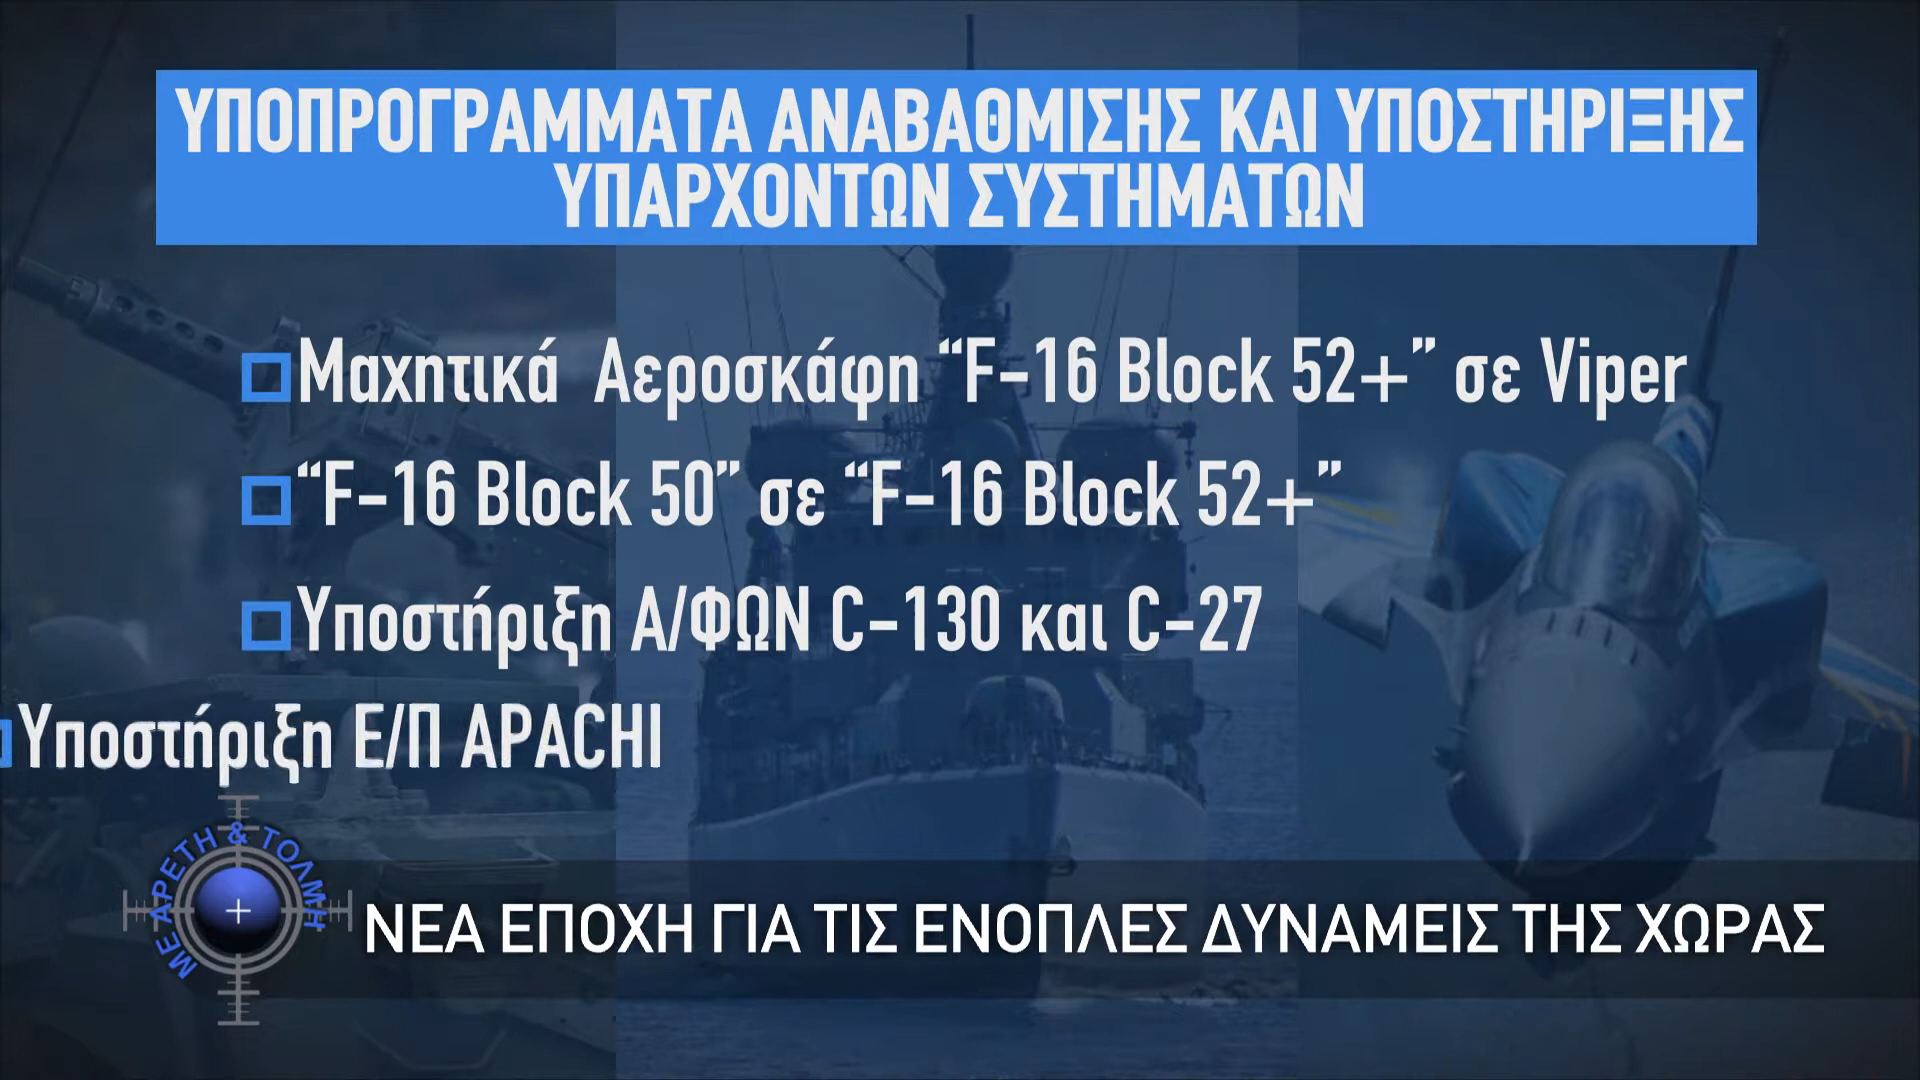 ΥΠΟΠΡΟΓΡΑΜΜΑΤΑ ΑΝΑΒΑΘΜΙΣΗΣ ΚΑΙ ΥΠΟΣΤΗΡΙΞΗΣ
ΥΠΑΡΧΟΝΤΩΝ ΣΥΣΤΗΜΑΤΩΝ
Μαχητικά Αεροσκάφη “F-16 Block 52+” σε Viper
“F-16 Block 50” σε “F-16 Block 52+”
Υποστήριξη Α/ΦΩΝ C-130 και C-27
Υποστήριξη Ε/Π APACHI
ΜΕ ΑΡΕΤΗ & ΤΟΛΜΗ
ΝΕΑ ΕΠΟΧΗ ΓΙΑ ΤΙΣ ΕΝΟΠΛΕΣ ΔΥΝΑΜΕΙΣ ΤΗΣ ΧΩΡΑΣ